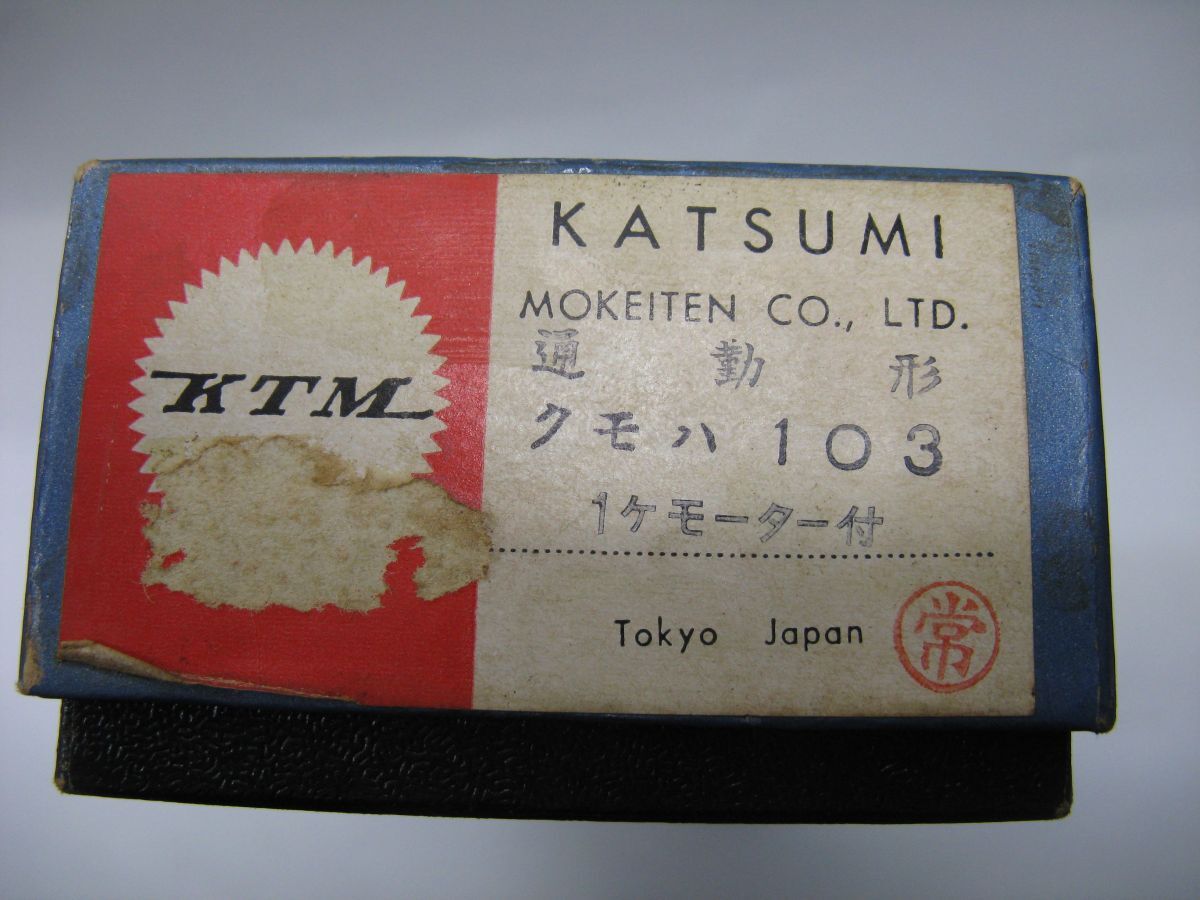 KTM
KATSUMI
MOKEITEN CO., LTD.
通勤形
クモハ103
1ケモーター付
Tokyo Japan
常